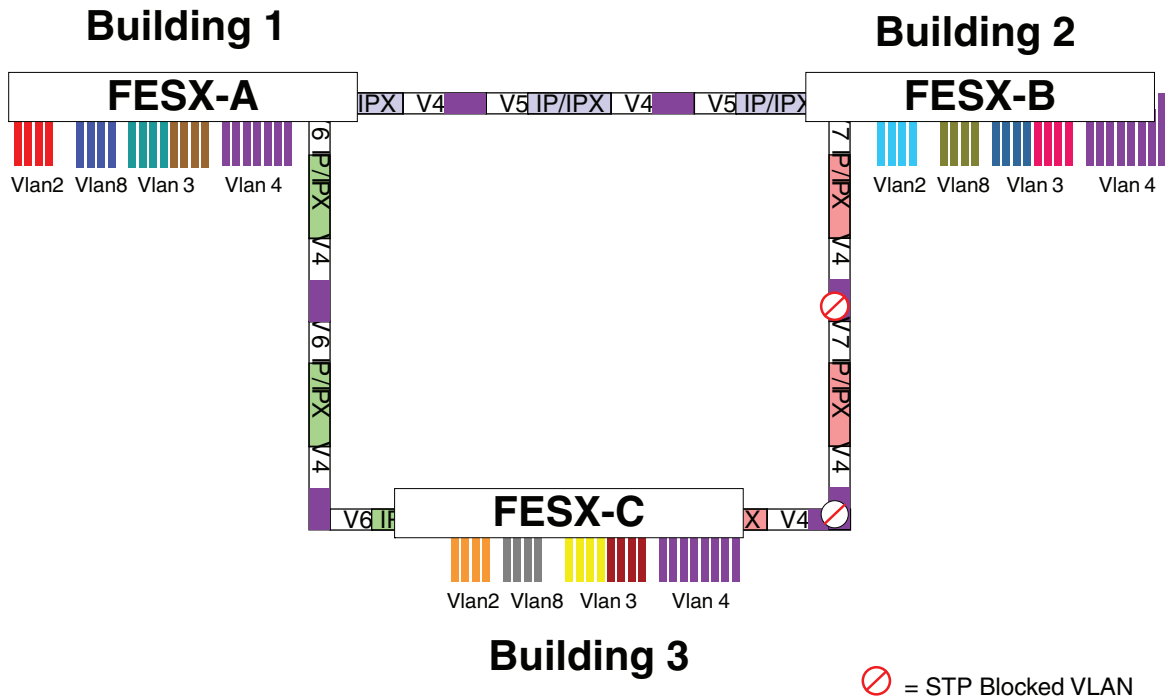 Building 1
Building 2
FESX-A
IPX V4 V5 IP/IPX V4 V5 IP/IPX
FESX-B
Vlan2 Vlan8 Vlan 3 Vlan 4
6 IP/IPX V4 V6 IP/IPX V4
7 IP/IPX V4 V7 IP/IPX V4
Vlan2 Vlan8 Vlan 3 Vlan 4
V6 IP
FESX-C
X V4
Vlan2 Vlan8 Vlan 3 Vlan 4
Building 3
= STP Blocked VLAN